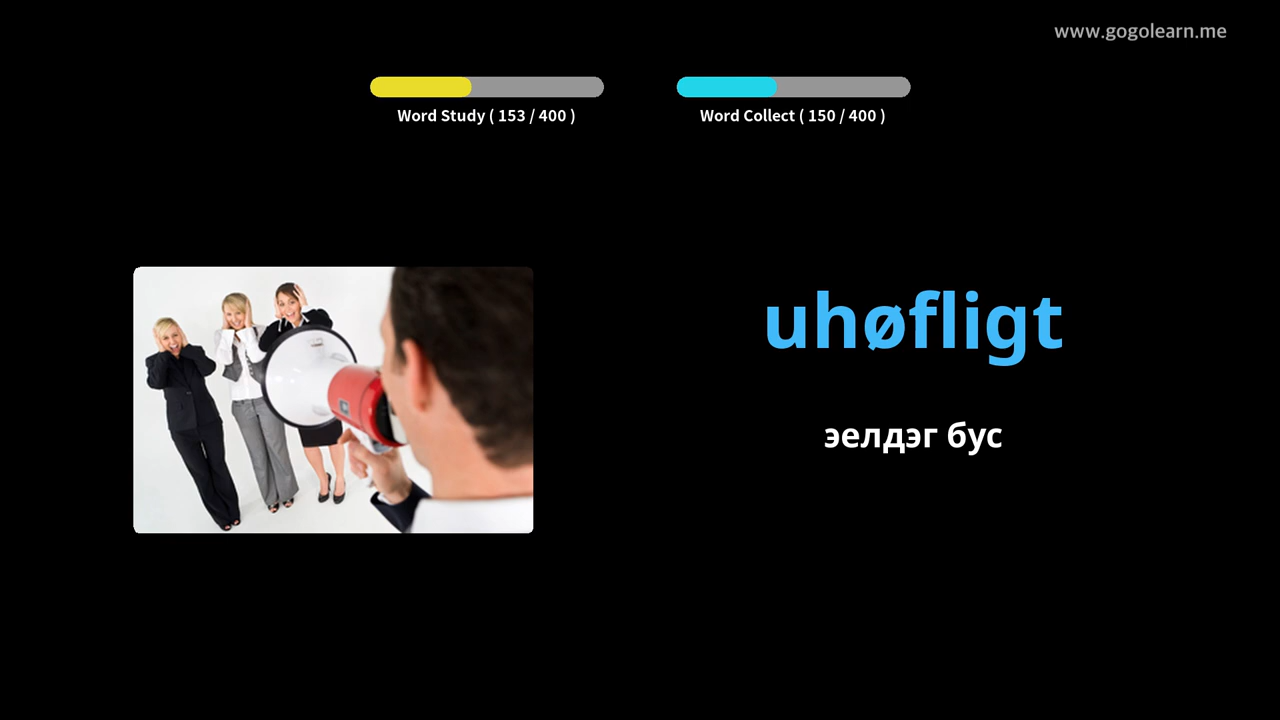 www.gogolearn.me
Word Study ( 153 / 400 )
Word Collect ( 150 / 400 )
uhøfligt
эелдэг бус